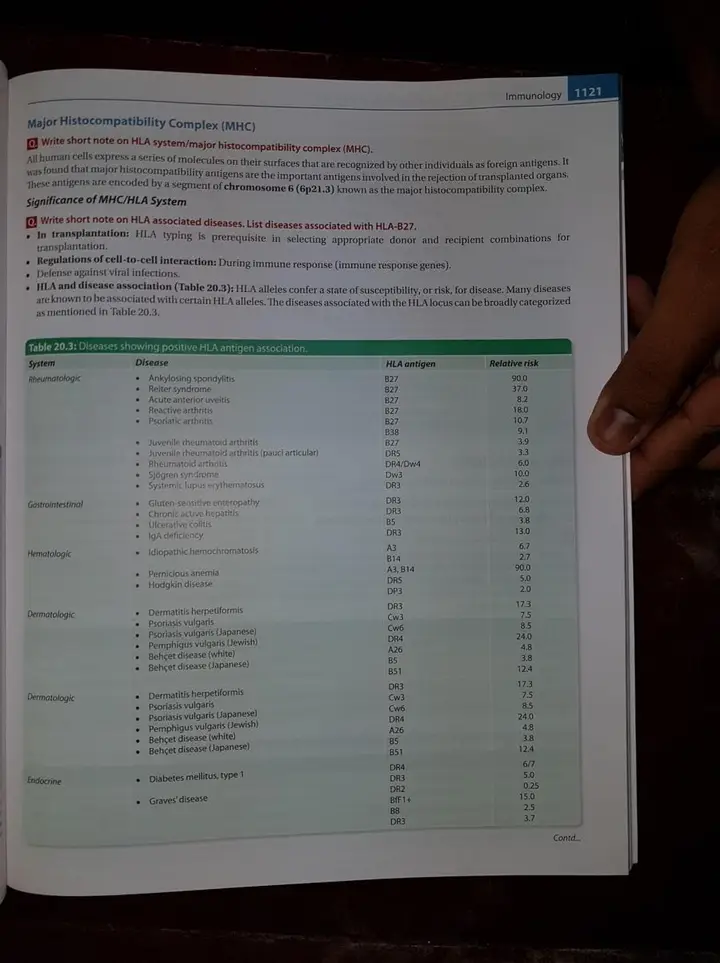 Immunology 1121
Major Histocompatibility Complex (MHC)
Q. Write short note on HLA system/major histocompatibility complex (MHC).
All human cells express a series of molecules on their surfaces that are recognized by other individuals as foreign antigens. It
was found that major histocompatibility antigens are the important antigens involved in the rejection of transplanted organs.
These antigens are encoded by a segment of chromosome 6 (6p21.3) known as the major histocompatibility complex.
Significance of MHC/HLA System
Q. Write short note on HLA associated diseases. List diseases associated with HLA-B27.
• In transplantation: HLA typing is prerequisite in selecting appropriate donor and recipient combinations for
transplantation.
• Regulations of cell-to-cell interaction: During immune response (immune response genes).
• Defense against viral infections.
• HLA and disease association (Table 20.3): HLA alleles confer a state of susceptibility, or risk, for disease. Many diseases
are known to be associated with certain HLA alleles. The diseases associated with the HLA locus can be broadly categorized
as mentioned in Table 20.3.
Table 20.3: Diseases showing positive HLA antigen association.
System Disease HLA antigen Relative risk
Rheumatologic • Ankylosing spondylitis B27 90.0
• Reiter syndrome B27 37.0
• Acute anterior uveitis B27 8.2
• Reactive arthritis B27 18.0
• Psoriatic arthritis B27 10.7
B38 9.1
• Juvenile rheumatoid arthritis B27 3.9
• Juvenile rheumatoid arthritis (pauci articular) DR5 3.3
• Rheumatoid arthritis DR4/Dw4 6.0
• Sjögren syndrome Dw3 10.0
• Systemic lupus erythematosus DR3 2.6
Gastrointestinal • Gluten-sensitive enteropathy DR3 12.0
• Chronic active hepatitis DR3 6.8
• Ulcerative colitis B5 3.8
• IgA deficiency DR3 13.0
Hematologic • Idiopathic hemochromatosis A3 6.7
B14 2.7
A3, B14 90.0
• Pernicious anemia DR5 5.0
• Hodgkin disease DP3 2.0
Dermatologic • Dermatitis herpetiformis DR3 17.3
• Psoriasis vulgaris Cw3 7.5
• Psoriasis vulgaris (Japanese) Cw6 8.5
• Pemphigus vulgaris (Jewish) DR4 24.0
• Behçet disease (white) A26 4.8
• Behçet disease (Japanese) B5 3.8
B51 12.4
Dermatologic • Dermatitis herpetiformis DR3 17.3
• Psoriasis vulgaris Cw3 7.5
• Psoriasis vulgaris (Japanese) Cw6 8.5
• Pemphigus vulgaris (Jewish) DR4 24.0
• Behçet disease (white) A26 4.8
• Behçet disease (Japanese) B5 3.8
B51 12.4
Endocrine • Diabetes mellitus, type 1 DR4 6/7
DR3 5.0
DR2 0.25
• Graves' disease BfF1+ 15.0
B8 2.5
DR3 3.7
Contd...